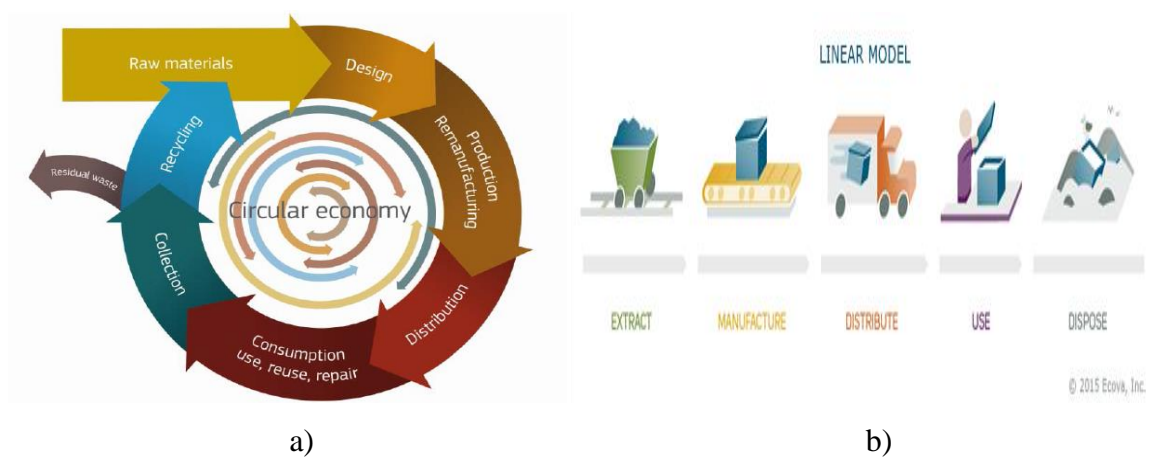 Raw materials
Design
Production
Remanufacturing
Distribution
Consumption
use, reuse, repair
Collection
Recycling
Residual waste
Circular economy
a)
LINEAR MODEL
EXTRACT
MANUFACTURE
DISTRIBUTE
USE
DISPOSE
© 2015 Ecova, Inc.
b)